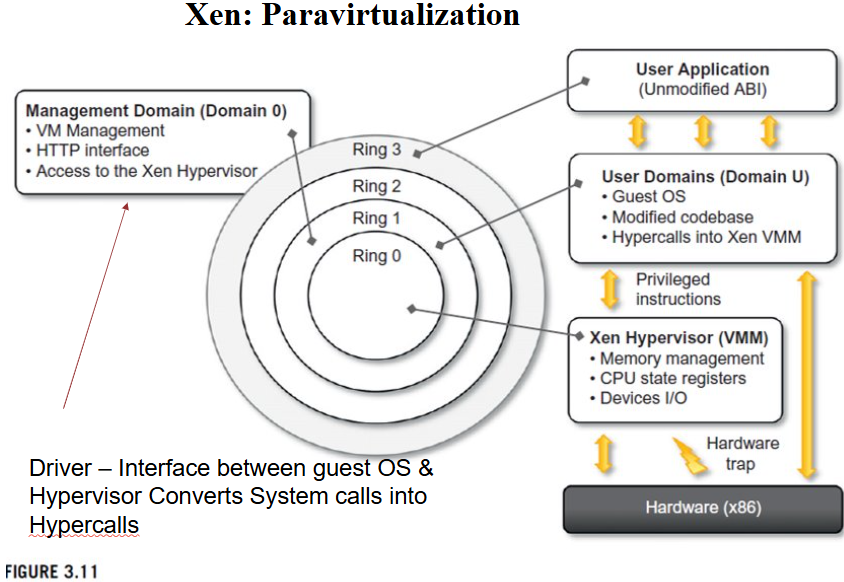 Xen: Paravirtualization
Management Domain (Domain 0)
• VM Management
• HTTP interface
• Access to the Xen Hypervisor
Ring 3
Ring 2
Ring 1
Ring 0
User Application
(Unmodified ABI)
User Domains (Domain U)
• Guest OS
• Modified codebase
• Hypercalls into Xen VMM
Privileged
instructions
Xen Hypervisor (VMM)
• Memory management
• CPU state registers
• Devices I/O
Hardware
trap
Hardware (x86)
Driver – Interface between guest OS &
Hypervisor Converts System calls into
Hypercalls
FIGURE 3.11